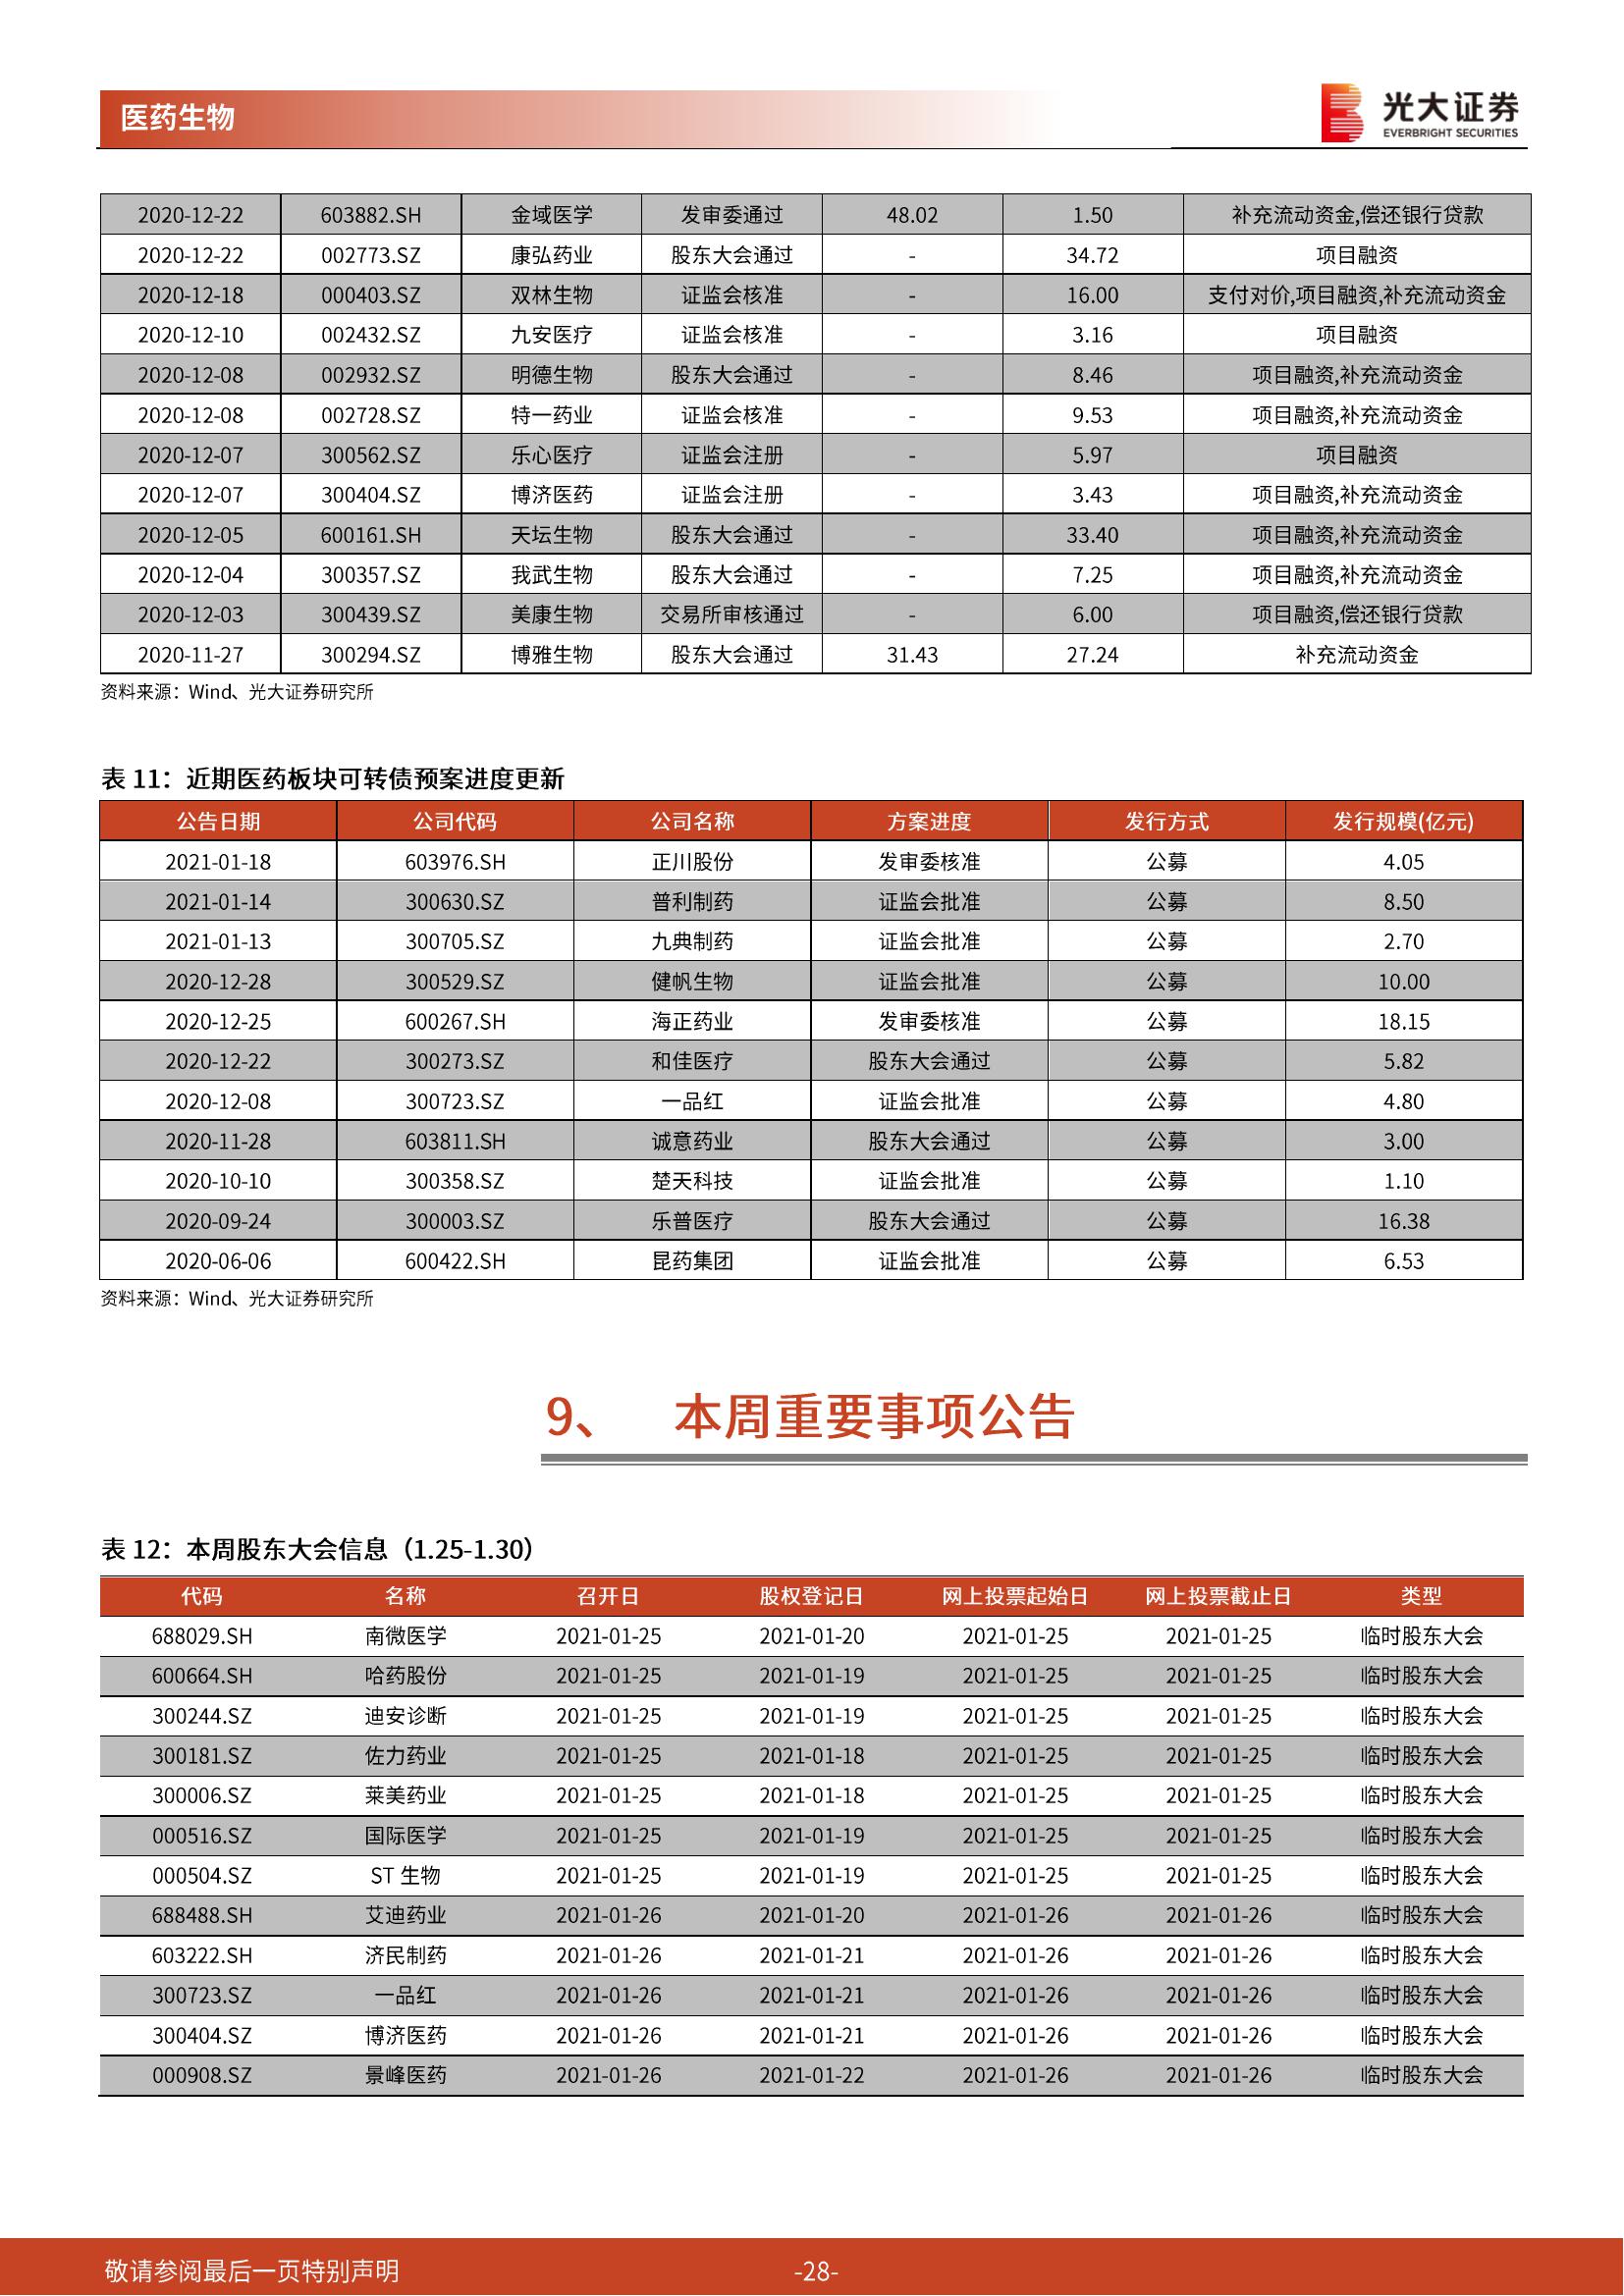 医药生物
光大证券
EVERBRIGHT SECURITIES
2020-12-22 603882.SH 金域医学 发审委通过 48.02 1.50 补充流动资金,偿还银行贷款
2020-12-22 002773.SZ 康弘药业 股东大会通过 - 34.72 项目融资
2020-12-18 000403.SZ 双林生物 证监会核准 - 16.00 支付对价,项目融资,补充流动资金
2020-12-10 002432.SZ 九安医疗 证监会核准 - 3.16 项目融资
2020-12-08 002932.SZ 明德生物 股东大会通过 - 8.46 项目融资,补充流动资金
2020-12-08 002728.SZ 特一药业 证监会核准 - 9.53 项目融资,补充流动资金
2020-12-07 300562.SZ 乐心医疗 证监会注册 - 5.97 项目融资
2020-12-07 300404.SZ 博济医药 证监会注册 - 3.43 项目融资,补充流动资金
2020-12-05 600161.SH 天坛生物 股东大会通过 - 33.40 项目融资,补充流动资金
2020-12-04 300357.SZ 我武生物 股东大会通过 - 7.25 项目融资,补充流动资金
2020-12-03 300439.SZ 美康生物 交易所审核通过 - 6.00 项目融资,偿还银行贷款
2020-11-27 300294.SZ 博雅生物 股东大会通过 31.43 27.24 补充流动资金
资料来源：Wind、光大证券研究所
表 11：近期医药板块可转债预案进度更新
公告日期 公司代码 公司名称 方案进度 发行方式 发行规模(亿元)
2021-01-18 603976.SH 正川股份 发审委核准 公募 4.05
2021-01-14 300630.SZ 普利制药 证监会批准 公募 8.50
2021-01-13 300705.SZ 九典制药 证监会批准 公募 2.70
2020-12-28 300529.SZ 健帆生物 证监会批准 公募 10.00
2020-12-25 600267.SH 海正药业 发审委核准 公募 18.15
2020-12-22 300273.SZ 和佳医疗 股东大会通过 公募 5.82
2020-12-08 300723.SZ 一品红 证监会批准 公募 4.80
2020-11-28 603811.SH 诚意药业 股东大会通过 公募 3.00
2020-10-10 300358.SZ 楚天科技 证监会批准 公募 1.10
2020-09-24 300003.SZ 乐普医疗 股东大会通过 公募 16.38
2020-06-06 600422.SH 昆药集团 证监会批准 公募 6.53
资料来源：Wind、光大证券研究所
9、 本周重要事项公告
表 12：本周股东大会信息（1.25-1.30）
代码 名称 召开日 股权登记日 网上投票起始日 网上投票截止日 类型
688029.SH 南微医学 2021-01-25 2021-01-20 2021-01-25 2021-01-25 临时股东大会
600664.SH 哈药股份 2021-01-25 2021-01-19 2021-01-25 2021-01-25 临时股东大会
300244.SZ 迪安诊断 2021-01-25 2021-01-19 2021-01-25 2021-01-25 临时股东大会
300181.SZ 佐力药业 2021-01-25 2021-01-18 2021-01-25 2021-01-25 临时股东大会
300006.SZ 莱美药业 2021-01-25 2021-01-18 2021-01-25 2021-01-25 临时股东大会
000516.SZ 国际医学 2021-01-25 2021-01-19 2021-01-25 2021-01-25 临时股东大会
000504.SZ ST 生物 2021-01-25 2021-01-19 2021-01-25 2021-01-25 临时股东大会
688488.SH 艾迪药业 2021-01-26 2021-01-20 2021-01-26 2021-01-26 临时股东大会
603222.SH 济民制药 2021-01-26 2021-01-21 2021-01-26 2021-01-26 临时股东大会
300723.SZ 一品红 2021-01-26 2021-01-21 2021-01-26 2021-01-26 临时股东大会
300404.SZ 博济医药 2021-01-26 2021-01-21 2021-01-26 2021-01-26 临时股东大会
000908.SZ 景峰医药 2021-01-26 2021-01-22 2021-01-26 2021-01-26 临时股东大会
敬请参阅最后一页特别声明 -28-